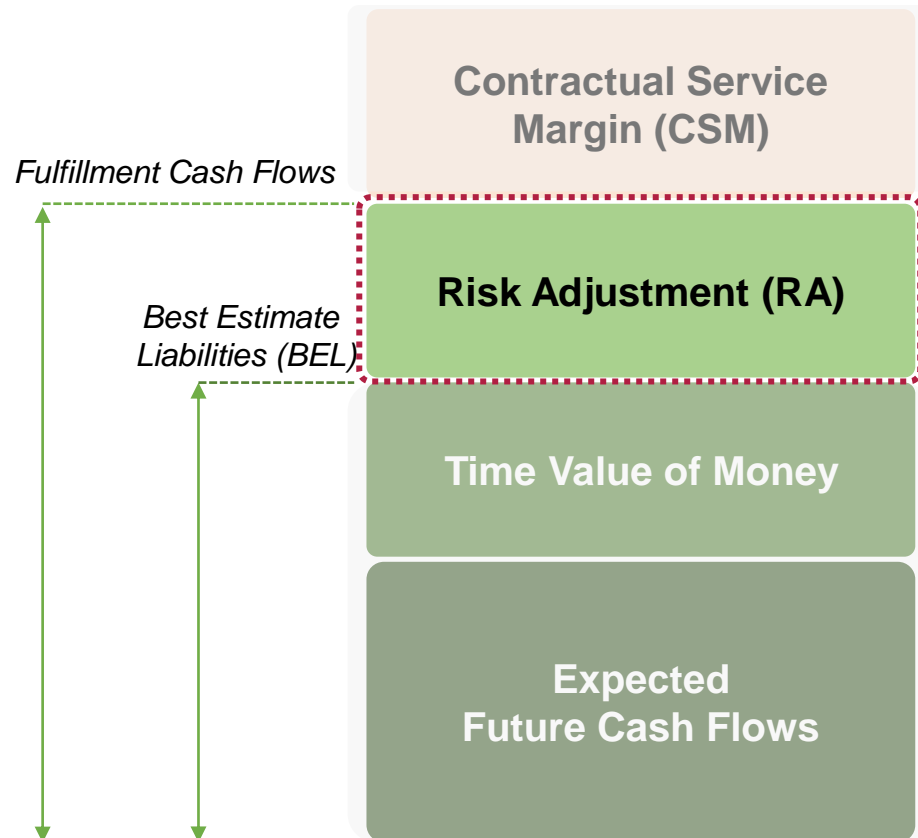 Contractual Service
Margin (CSM)
Fulfillment Cash Flows
Risk Adjustment (RA)
Best Estimate
Liabilities (BEL)
Time Value of Money
Expected
Future Cash Flows